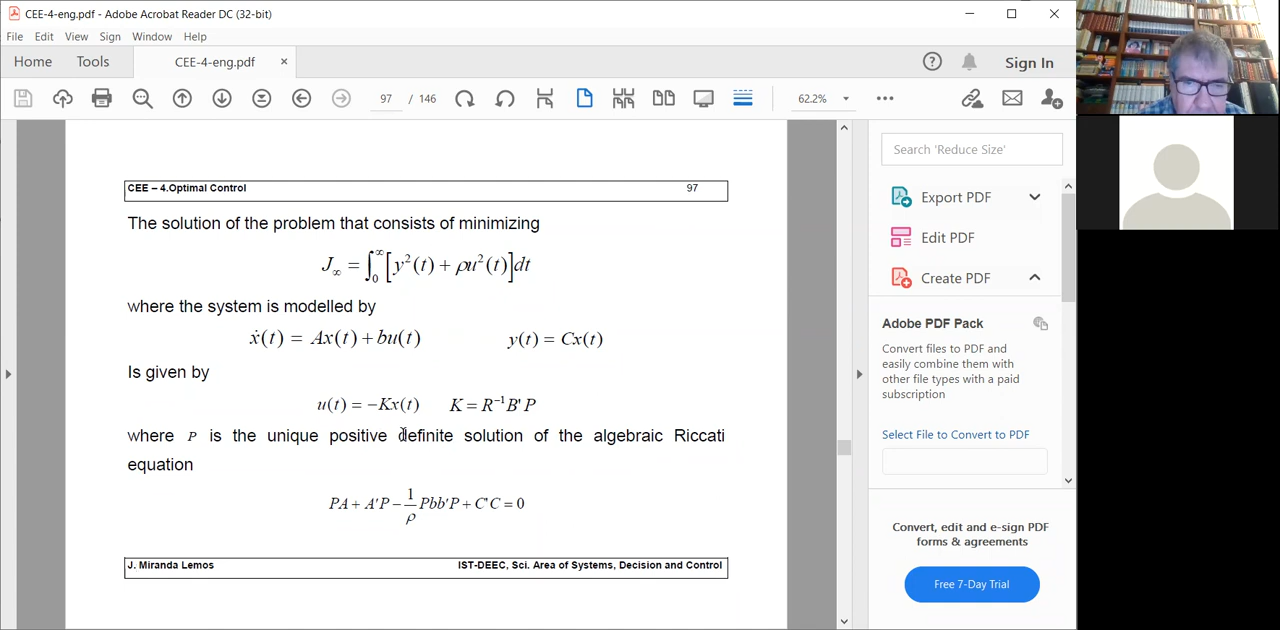 CEE-4-eng.pdf - Adobe Acrobat Reader DC (32-bit)
File Edit View Sign Window Help
Home Tools CEE-4-eng.pdf × Sign In
97 / 146 62.2%
CEE – 4.Optimal Control 97
The solution of the problem that consists of minimizing
J∞ = ∫₀^∞ [y²(t) + ρu²(t)]dt
where the system is modelled by
ẋ(t) = Ax(t) + bu(t) y(t) = Cx(t)
Is given by
u(t) = −Kx(t) K = R⁻¹B'P
where P is the unique positive definite solution of the algebraic Riccati
equation
PA + A'P − 1/ρ Pbb'P + C'C = 0
J. Miranda Lemos IST-DEEC, Sci. Area of Systems, Decision and Control
Search 'Reduce Size'
Export PDF
Edit PDF
Create PDF
Adobe PDF Pack
Convert files to PDF and
easily combine them with
other file types with a paid
subscription
Select File to Convert to PDF
Convert, edit and e-sign PDF
forms & agreements
Free 7-Day Trial